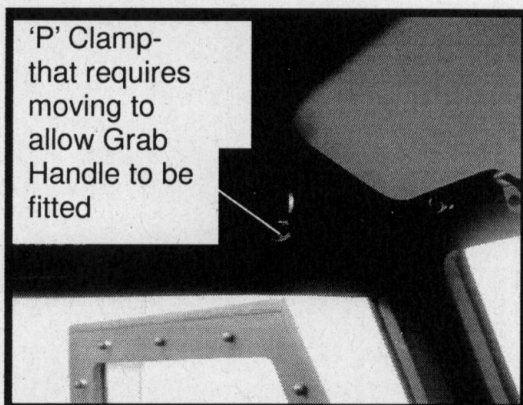 ‘P’ Clamp-
that requires
moving to
allow Grab
Handle to be
fitted